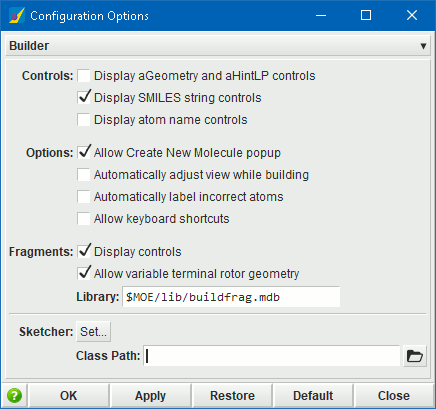 Configuration Options
Builder
Controls: Display aGeometry and aHintLP controls
Display SMILES string controls
Display atom name controls
Options: Allow Create New Molecule popup
Automatically adjust view while building
Automatically label incorrect atoms
Allow keyboard shortcuts
Fragments: Display controls
Allow variable terminal rotor geometry
Library: $MOE/lib/buildfrag.mdb
Sketcher: Set...
Class Path:
? OK Apply Restore Default Close